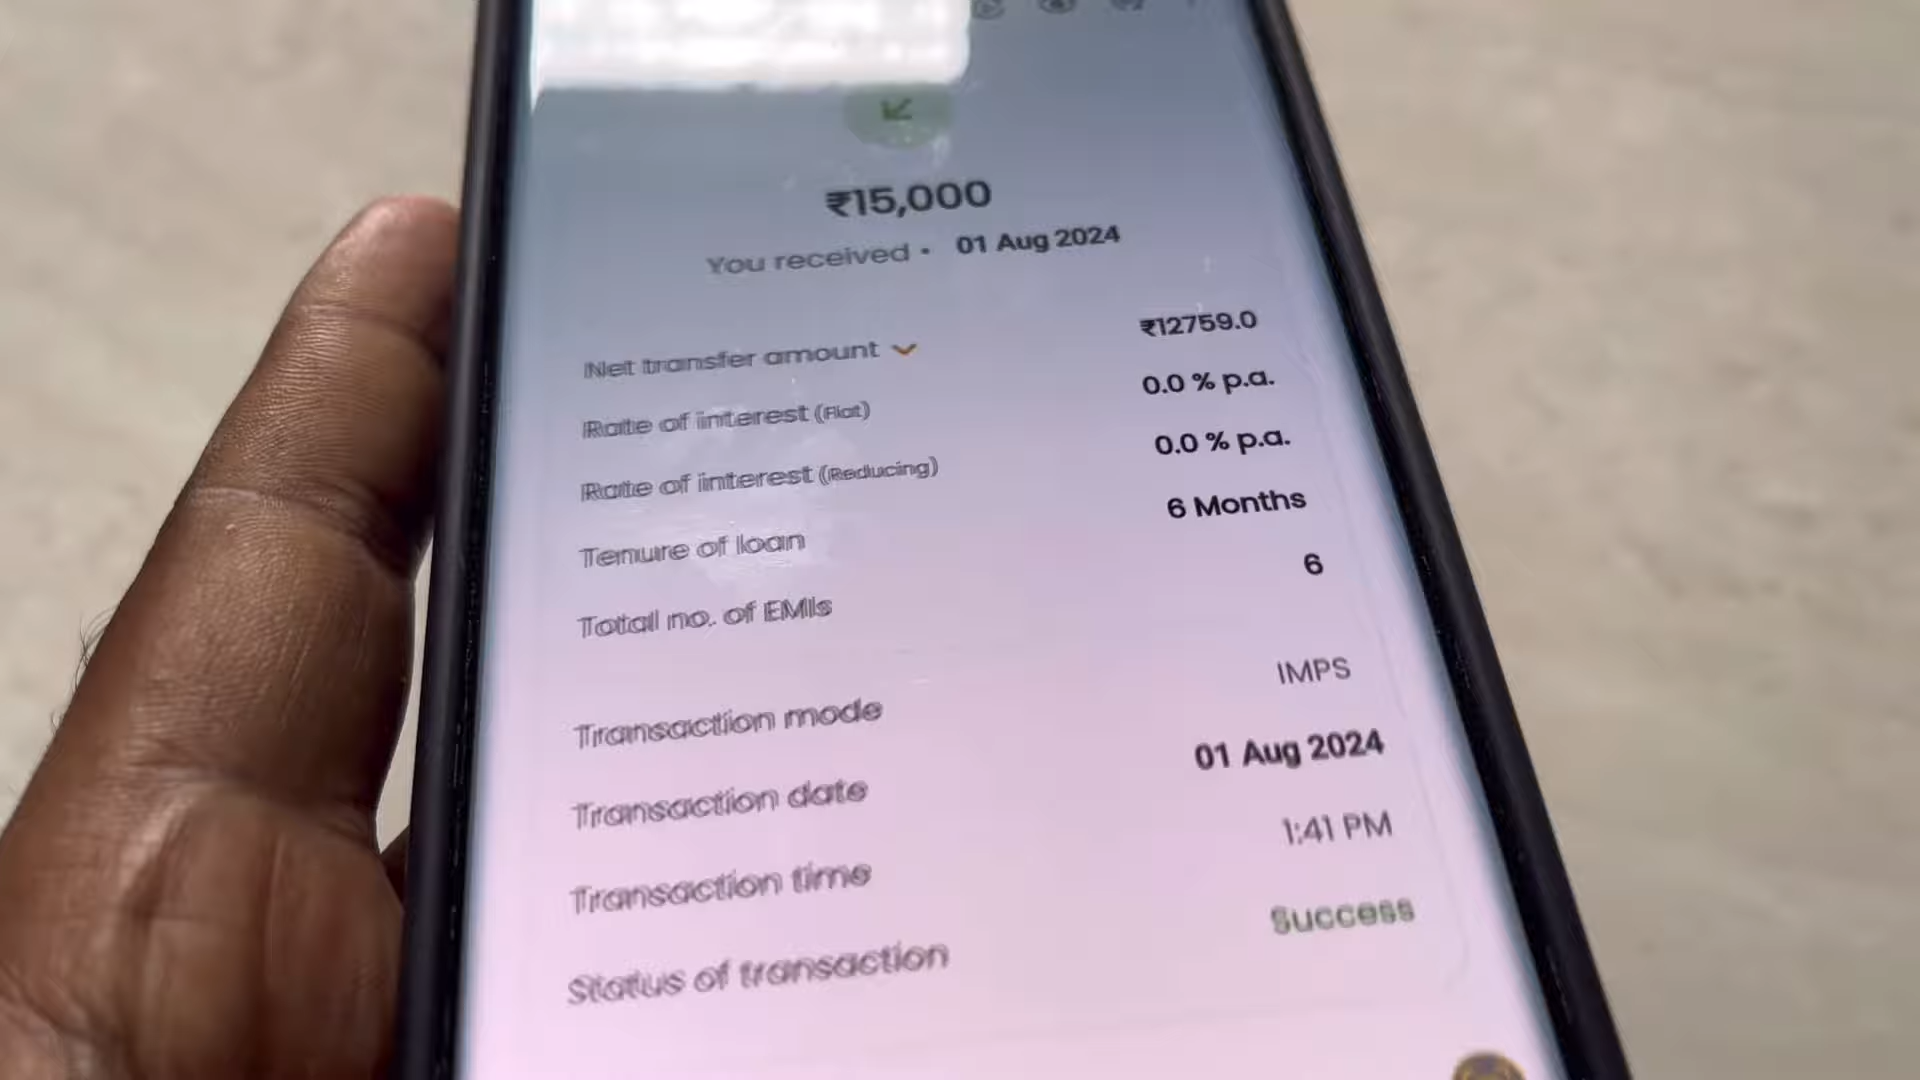 ₹15,000
You received • 01 Aug 2024
Net transfer amount ₹12759.0
Rate of interest (Flat) 0.0 % p.a.
Rate of interest (Reducing) 0.0 % p.a.
Tenure of loan 6 Months
Total no. of EMIs 6
Transaction mode IMPS
Transaction date 01 Aug 2024
Transaction time 1:41 PM
Status of transaction Success